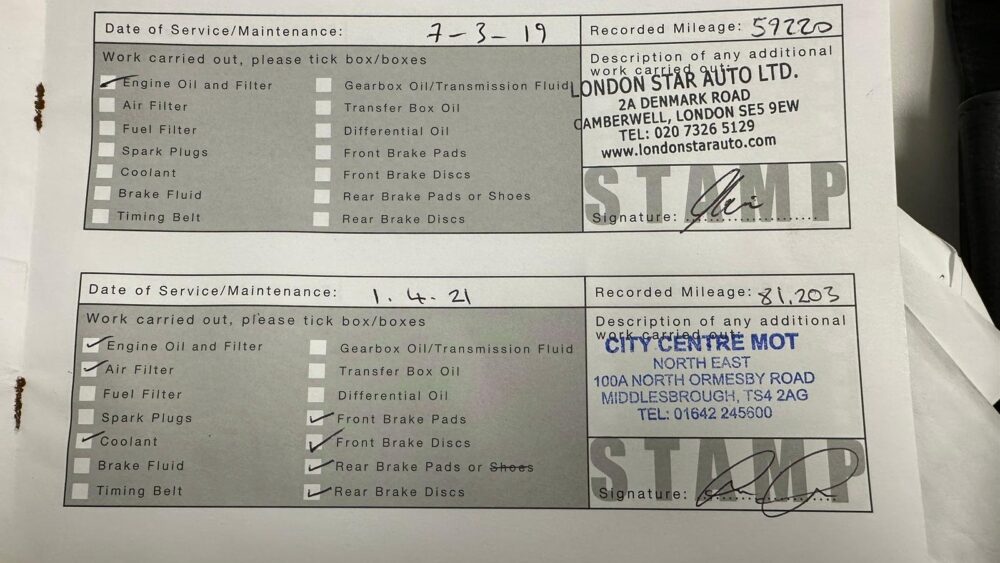 Date of Service/Maintenance: 7-3-19 Recorded Mileage: 59220
Work carried out, please tick box/boxes
Engine Oil and Filter
Air Filter
Fuel Filter
Spark Plugs
Coolant
Brake Fluid
Timing Belt
Gearbox Oil/Transmission Fluid
Transfer Box Oil
Differential Oil
Front Brake Pads
Front Brake Discs
Rear Brake Pads or Shoes
Rear Brake Discs
Description of any additional
work carried out:
LONDON STAR AUTO LTD.
2A DENMARK ROAD
CAMBERWELL, LONDON SE5 9EW
TEL: 020 7326 5129
www.londonstarauto.com
STAMP
Signature:
Date of Service/Maintenance: 1.4.21 Recorded Mileage: 81,203
Work carried out, please tick box/boxes
Engine Oil and Filter
Air Filter
Fuel Filter
Spark Plugs
Coolant
Brake Fluid
Timing Belt
Gearbox Oil/Transmission Fluid
Transfer Box Oil
Differential Oil
Front Brake Pads
Front Brake Discs
Rear Brake Pads or Shoes
Rear Brake Discs
Description of any additional
work carried out:
CITY CENTRE MOT
NORTH EAST
100A NORTH ORMESBY ROAD
MIDDLESBROUGH, TS4 2AG
TEL: 01642 245600
STAMP
Signature: